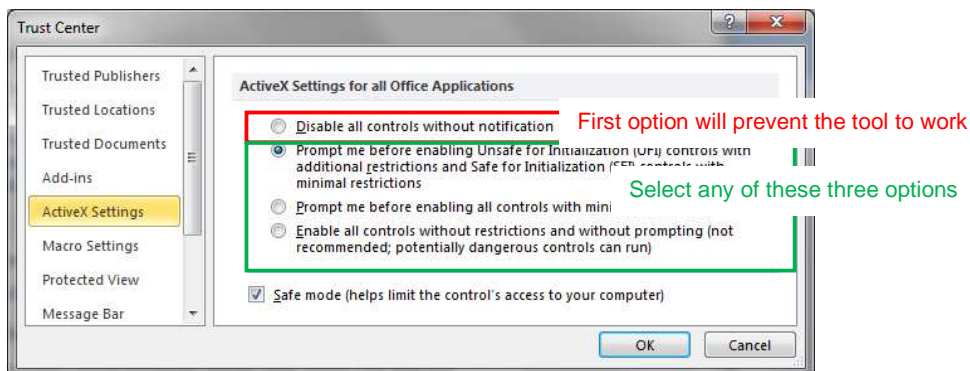 Trust Center
?
X
Trusted Publishers
Trusted Locations
Trusted Documents
Add-ins
ActiveX Settings
Macro Settings
Protected View
Message Bar
ActiveX Settings for all Office Applications
Disable all controls without notification
First option will prevent the tool to work
Prompt me before enabling Unsafe for Initialization (UFI) controls with
additional restrictions and Safe for Initialization (SFI) controls with
minimal restrictions
Select any of these three options
Prompt me before enabling all controls with mini
Enable all controls without restrictions and without prompting (not
recommended; potentially dangerous controls can run)
Safe mode (helps limit the control's access to your computer)
OK
Cancel